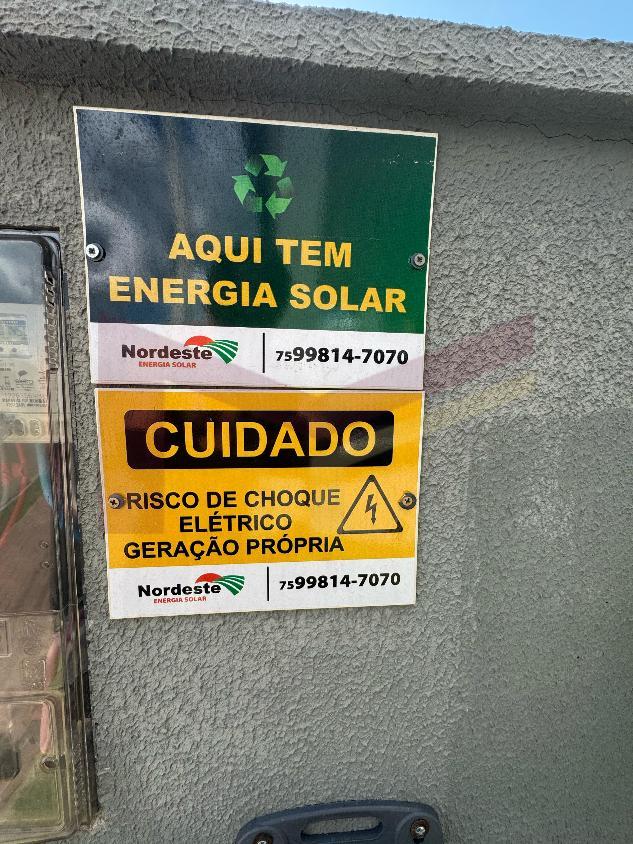 AQUI TEM
ENERGIA SOLAR
Nordeste
ENERGIA SOLAR
7599814-7070
CUIDADO
RISCO DE CHOQUE
ELÉTRICO
GERAÇÃO PRÓPRIA
Nordeste
ENERGIA SOLAR
7599814-7070